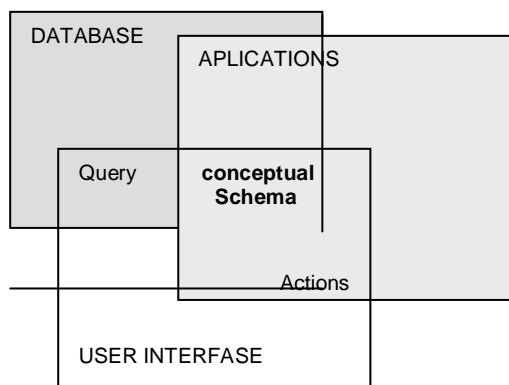 DATABASE
APLICATIONS
Query
conceptual
Schema
Actions
USER INTERFASE